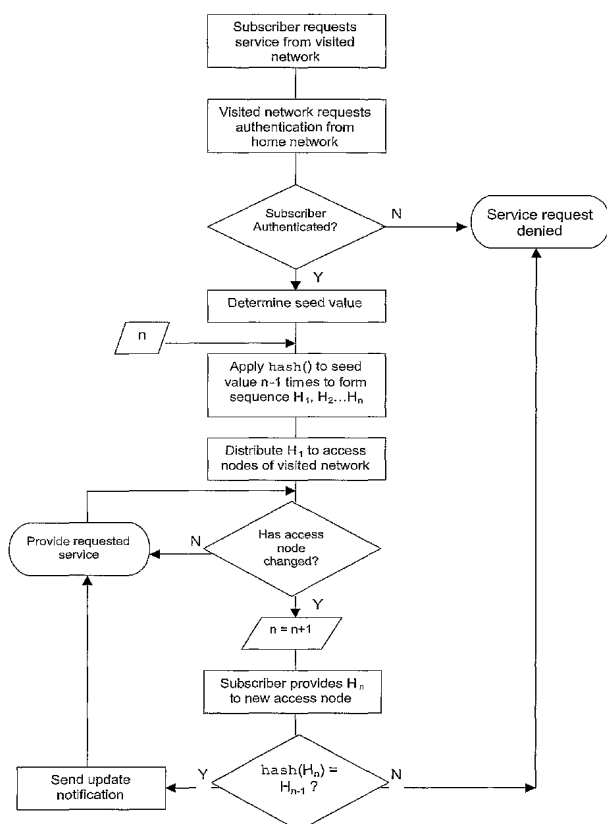 Subscriber requests
service from visited
network
Visited network requests
authentication from
home network
Subscriber
Authenticated?
N
Service request
denied
Y
Determine seed value
n
Apply hash() to seed
value n-1 times to form
sequence H1, H2...Hn
Distribute H1 to access
nodes of visited network
Provide requested
service
N
Has access
node
changed?
Y
n = n+1
Subscriber provides Hn
to new access node
Send update
notification
Y
hash(Hn) =
Hn-1 ?
N